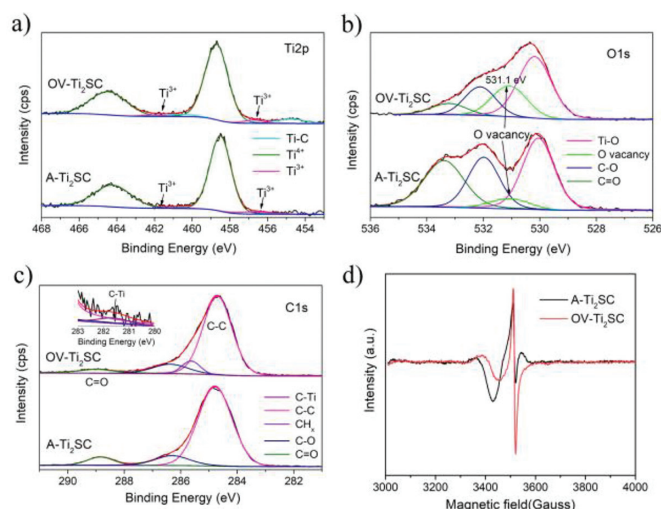 a)
Ti2p
OV-Ti₂SC
Ti³⁺
Ti³⁺
A-Ti₂SC
Ti³⁺
Ti³⁺
Ti-C
Ti⁴⁺
Ti³⁺
Intensity (cps)
468 466 464 462 460 458 456 454
Binding Energy (eV)
b)
O1s
531.1 eV
OV-Ti₂SC
O vacancy
A-Ti₂SC
Ti-O
O vacancy
C-O
C=O
Intensity (cps)
536 534 532 530 528 526
Binding Energy (eV)
c)
C1s
C-Ti
283 282 281 280
Binding Energy (eV)
C-C
OV-Ti₂SC
C=O
A-Ti₂SC
C-Ti
C-C
CHₓ
C-O
C=O
Intensity (cps)
290 288 286 284 282
Binding Energy (eV)
d)
A-Ti₂SC
OV-Ti₂SC
Intensity (a.u.)
3000 3200 3400 3600 3800 4000
Magnetic field(Gauss)